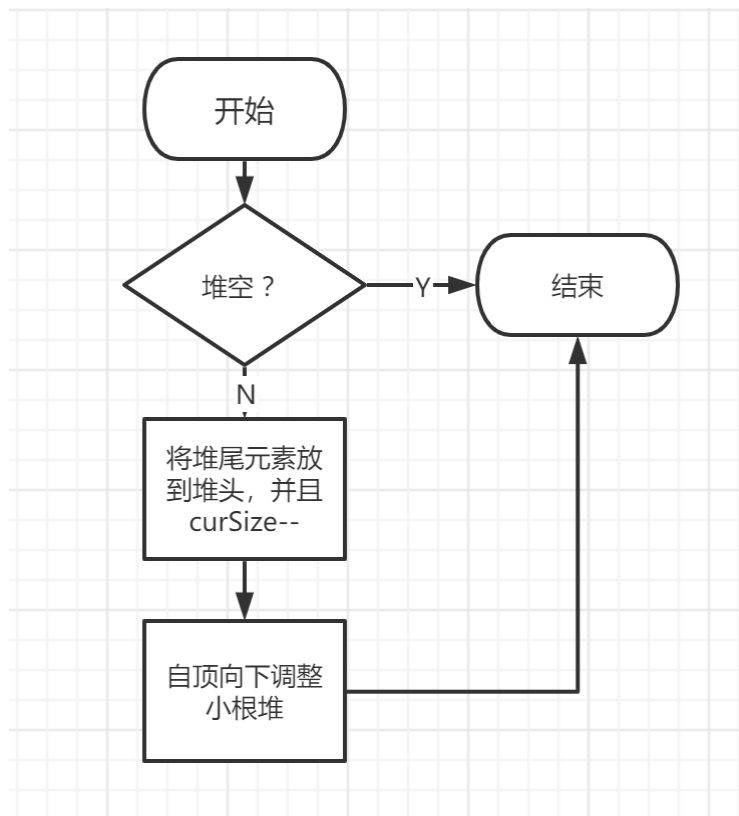 开始
堆空？
Y
结束
N
将堆尾元素放
到堆头，并且
curSize--
自顶向下调整
小根堆